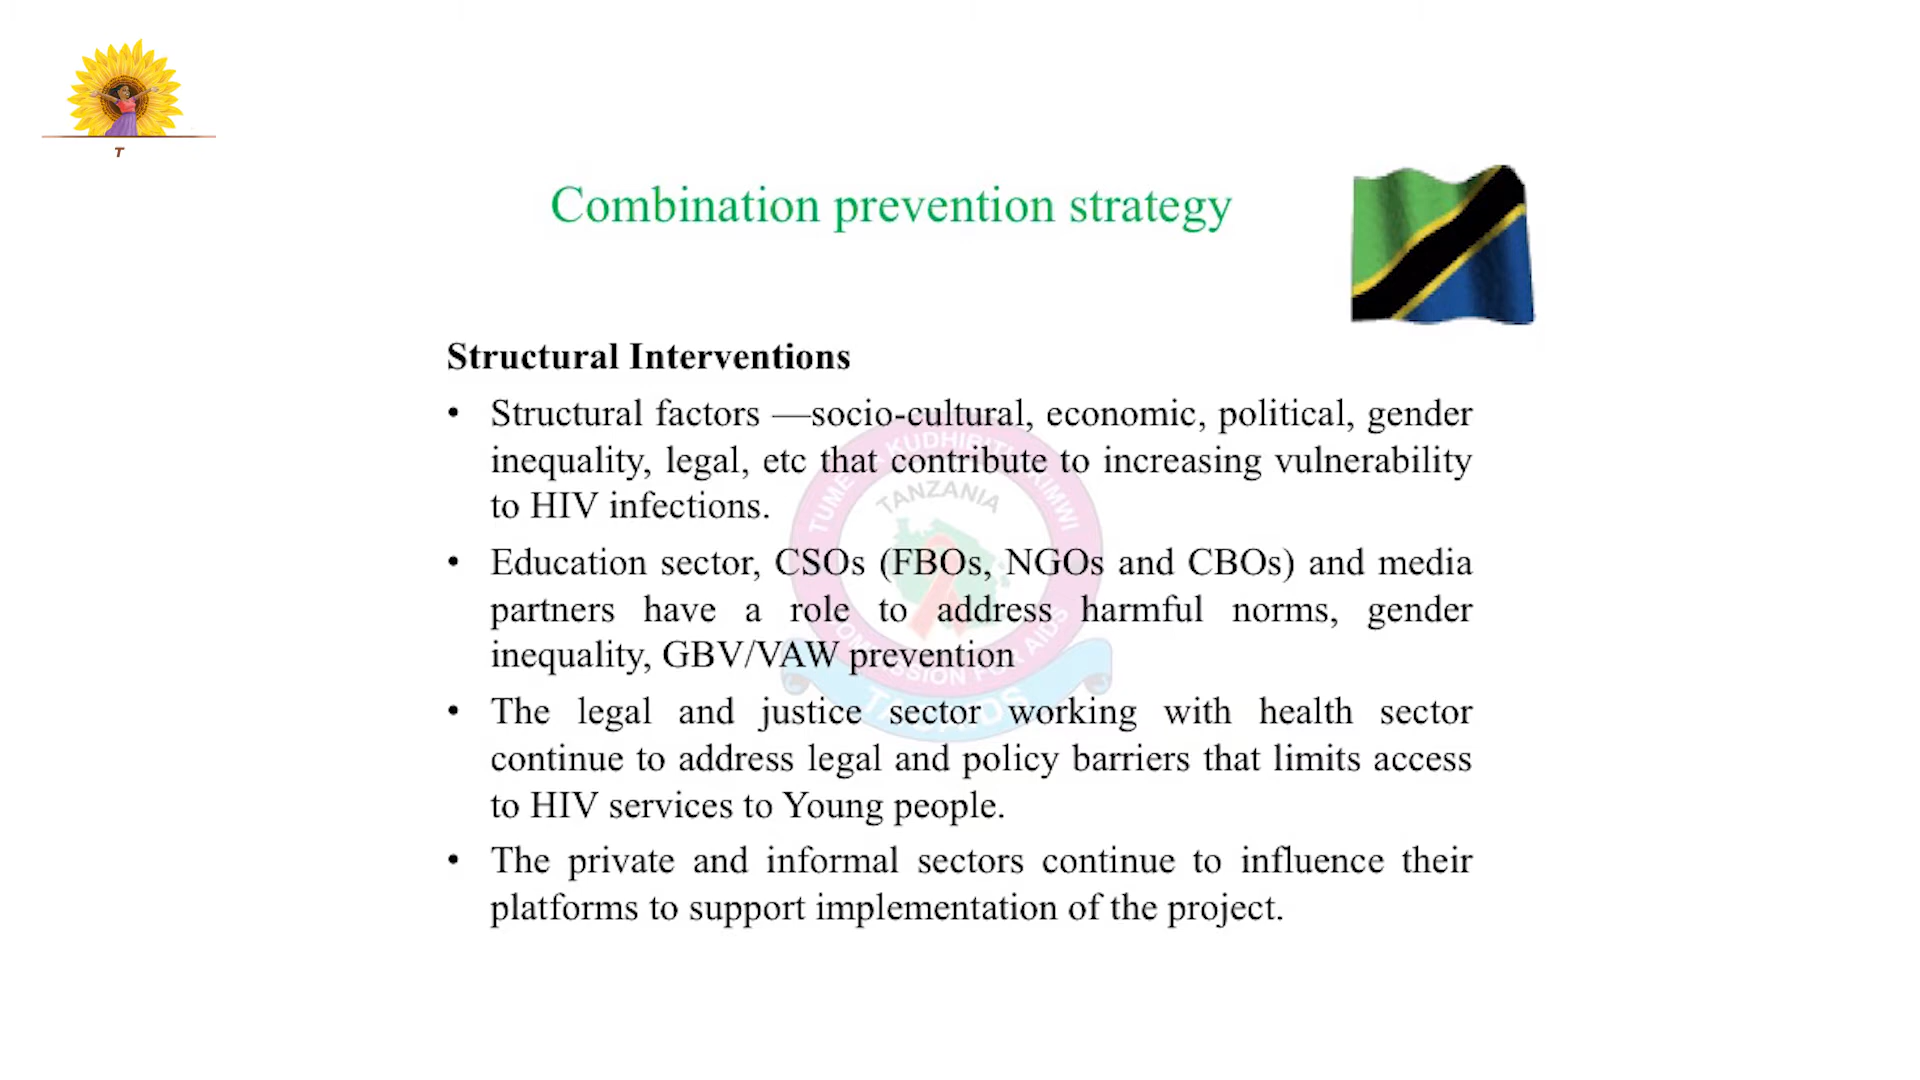 T
Combination prevention strategy
Structural Interventions
• Structural factors —socio-cultural, economic, political, gender
inequality, legal, etc that contribute to increasing vulnerability
to HIV infections.
• Education sector, CSOs (FBOs, NGOs and CBOs) and media
partners have a role to address harmful norms, gender
inequality, GBV/VAW prevention
• The legal and justice sector working with health sector
continue to address legal and policy barriers that limits access
to HIV services to Young people.
• The private and informal sectors continue to influence their
platforms to support implementation of the project.
KUDHIBITI
TANZANIA
FOR AIDS